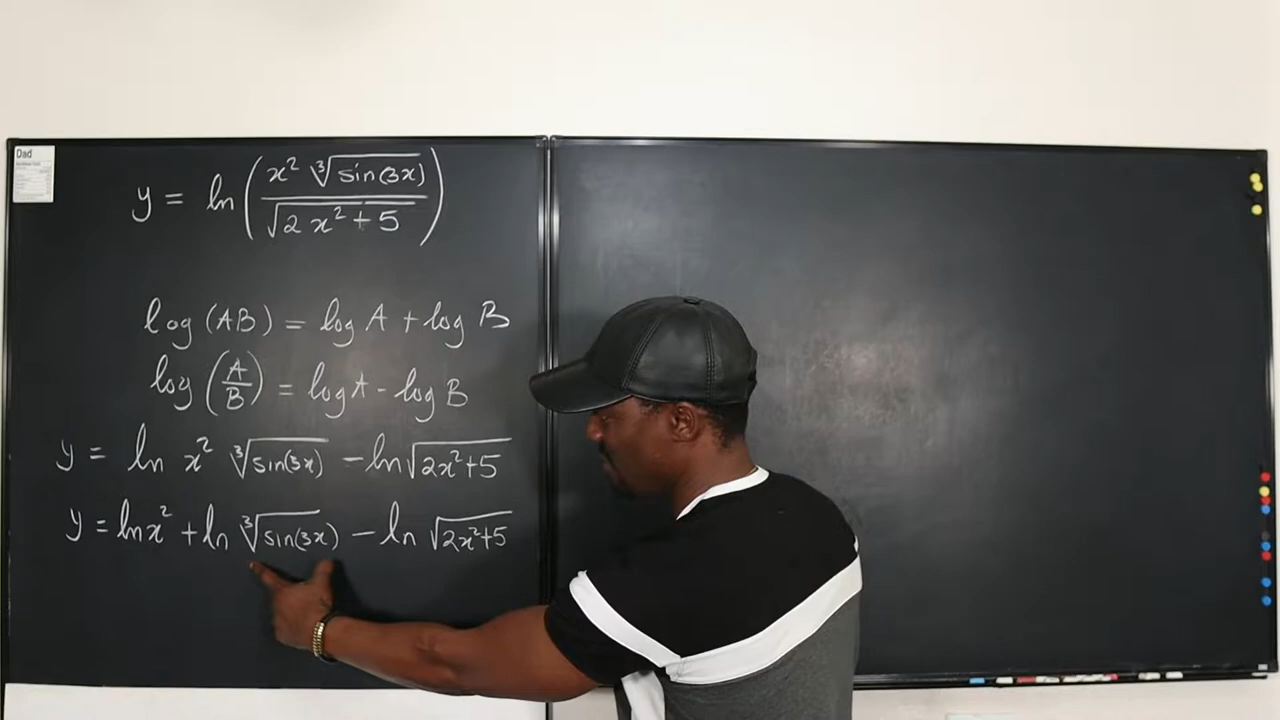 Dad
y = ln(x² ∛sin(3x) / √2x² + 5)
log(AB) = log A + log B
log(A/B) = log A - log B
y = ln x² ∛sin(3x) - ln √2x² + 5
y = ln x² + ln ∛sin(3x) - ln √2x² + 5